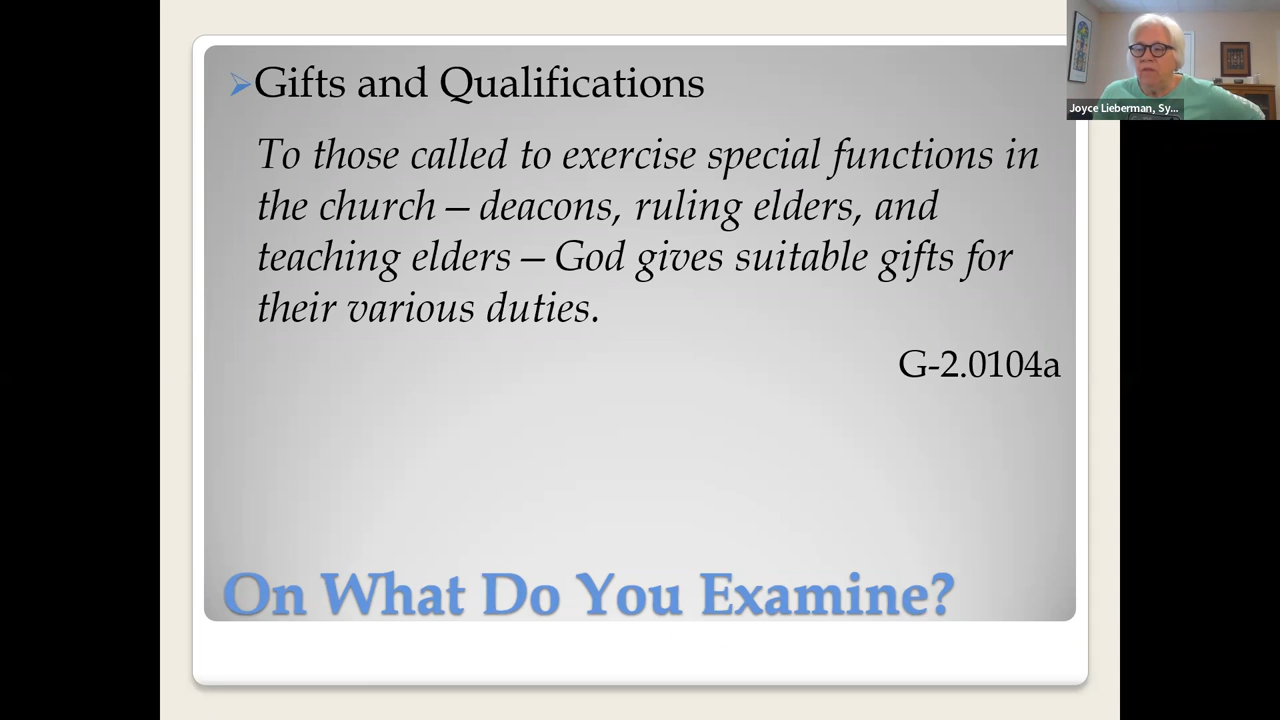 Gifts and Qualifications
To those called to exercise special functions in
the church – deacons, ruling elders, and
teaching elders – God gives suitable gifts for
their various duties.
G-2.0104a
On What Do You Examine?
Joyce Lieberman, Sy...